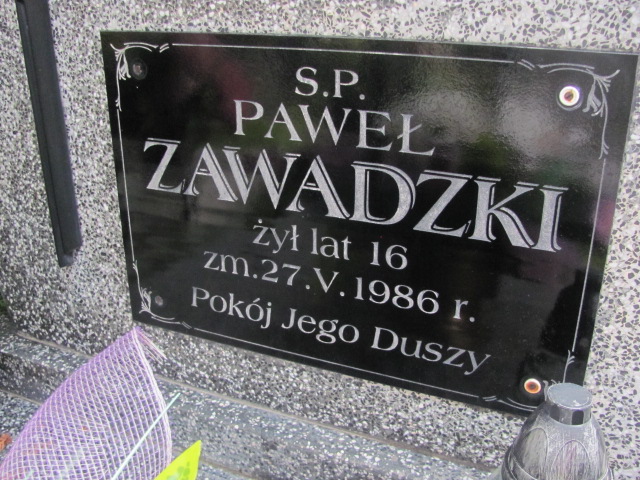 S.P.
PAWEŁ
ZAWADZKI
żył lat 16
zm.27.V.1986 r.
Pokój Jego Duszy